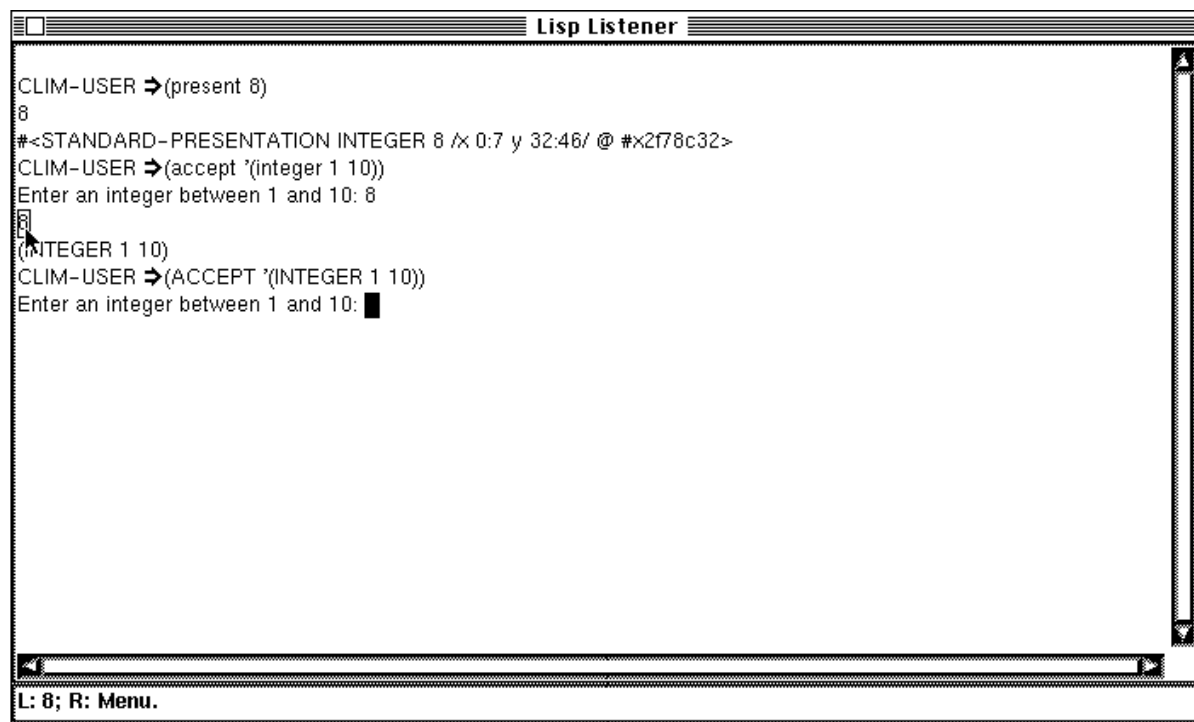 Lisp Listener
CLIM-USER ➔(present 8)
8
#<STANDARD-PRESENTATION INTEGER 8 /x 0:7 y 32:46/ @ #x2f78c32>
CLIM-USER ➔(accept '(integer 1 10))
Enter an integer between 1 and 10: 8
8
(INTEGER 1 10)
CLIM-USER ➔(ACCEPT '(INTEGER 1 10))
Enter an integer between 1 and 10:
L: 8; R: Menu.